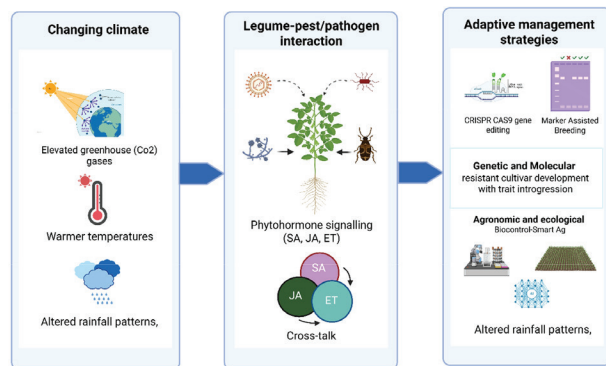 Changing climate
Elevated greenhouse (Co2)
gases
Warmer temperatures
Altered rainfall patterns,
Legume-pest/pathogen
interaction
Phytohormone signalling
(SA, JA, ET)
SA
JA
ET
Cross-talk
Adaptive management
strategies
CRISPR CAS9 gene
editing
Marker Assisted
Breeding
Genetic and Molecular
resistant cultivar development
with trait introgression
Agronomic and ecological
Biocontrol-Smart Ag
Altered rainfall patterns,